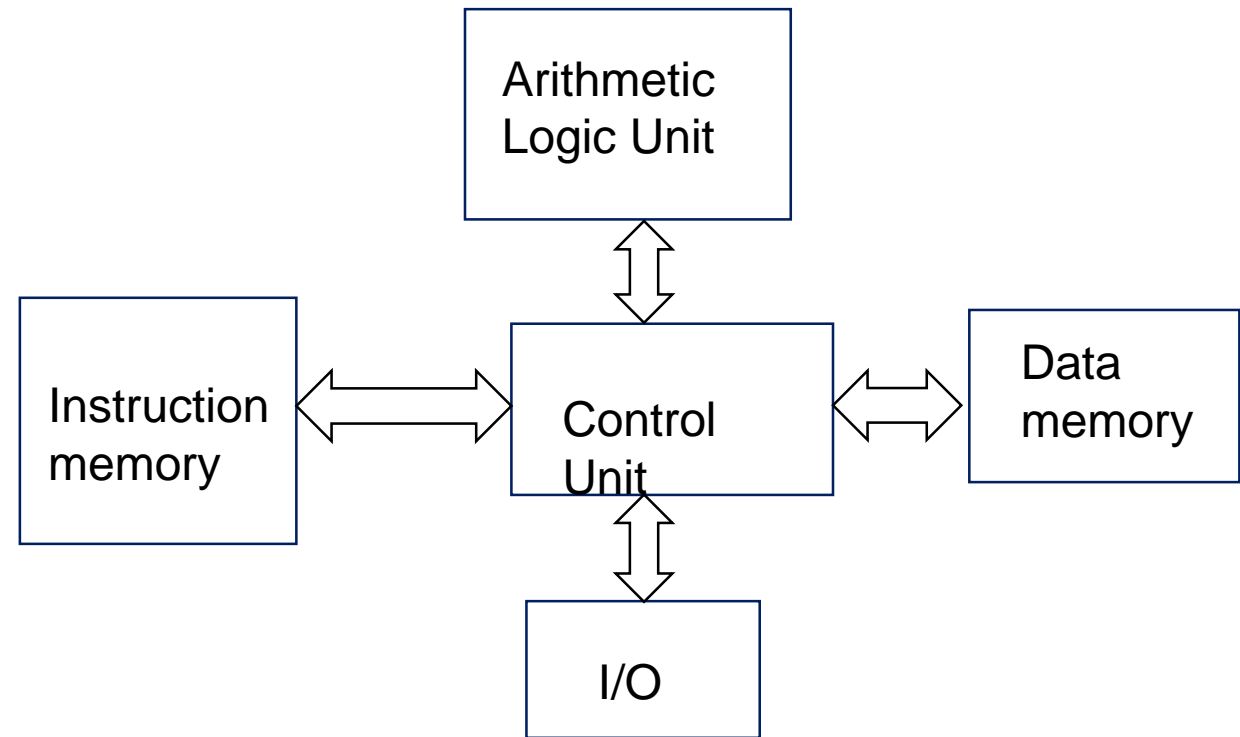 Arithmetic
Logic Unit
Instruction
memory
Control
Unit
Data
memory
I/O